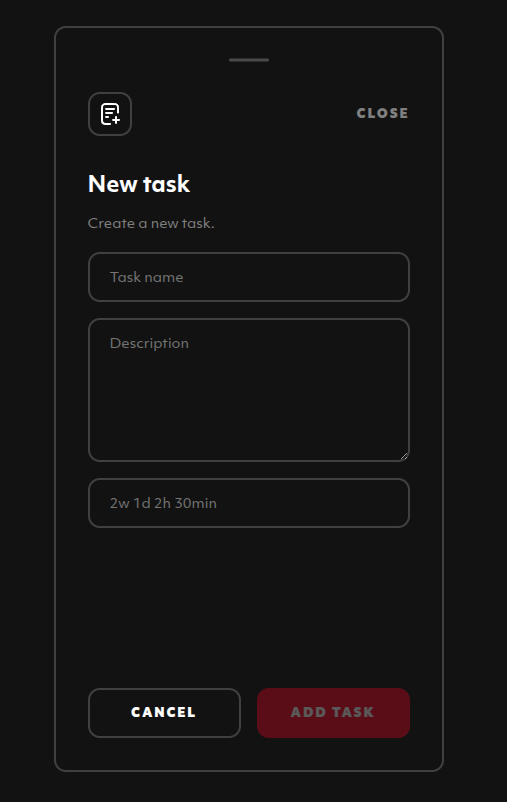 CLOSE
New task
Create a new task.
Task name
Description
2w 1d 2h 30min
CANCEL
ADD TASK